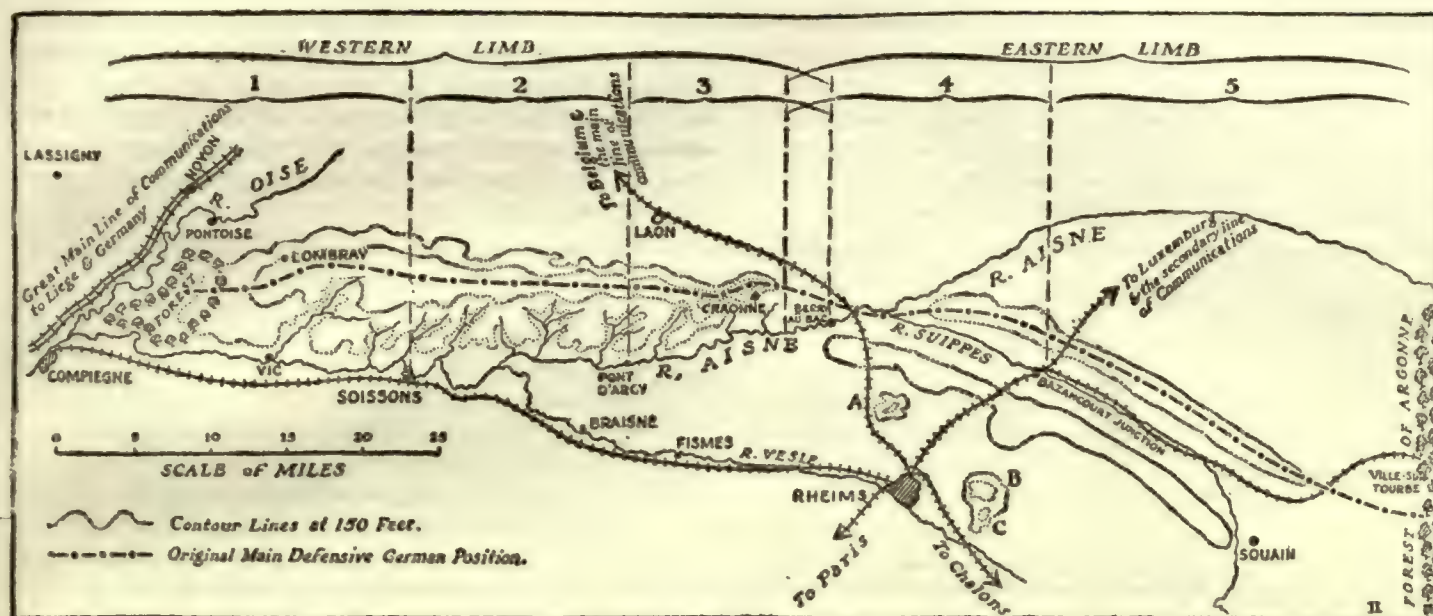 WESTERN LIMB
EASTERN LIMB
1
2
3
4
5
LASSIGNY
Great Main Line of Communications
to Liege & Germany
NOYON
R. OISE
PONTOISE
To Belgium &
the main
line of
communications
LAON
LOMBRAY
FOREST
CRAONNE
BERRY
AU BAC
R. AISNE
R. AISNE
To Luxemburg
& the secondary line
of Communications
R. SUIPPES
COMPIEGNE
VIC
SOISSONS
PONT
D'ARCY
BRAISNE
FISMES
R. VESLE
A
BAZANCOURT JUNCTION
B
C
RHEIMS
SOUAIN
VILLE-SUR
TOURBE
FOREST OF ARGONNE
0 5 10 15 20 25
SCALE OF MILES
Contour Lines at 150 Feet.
Original Main Defensive German Position.
To Paris
To Chalons
II